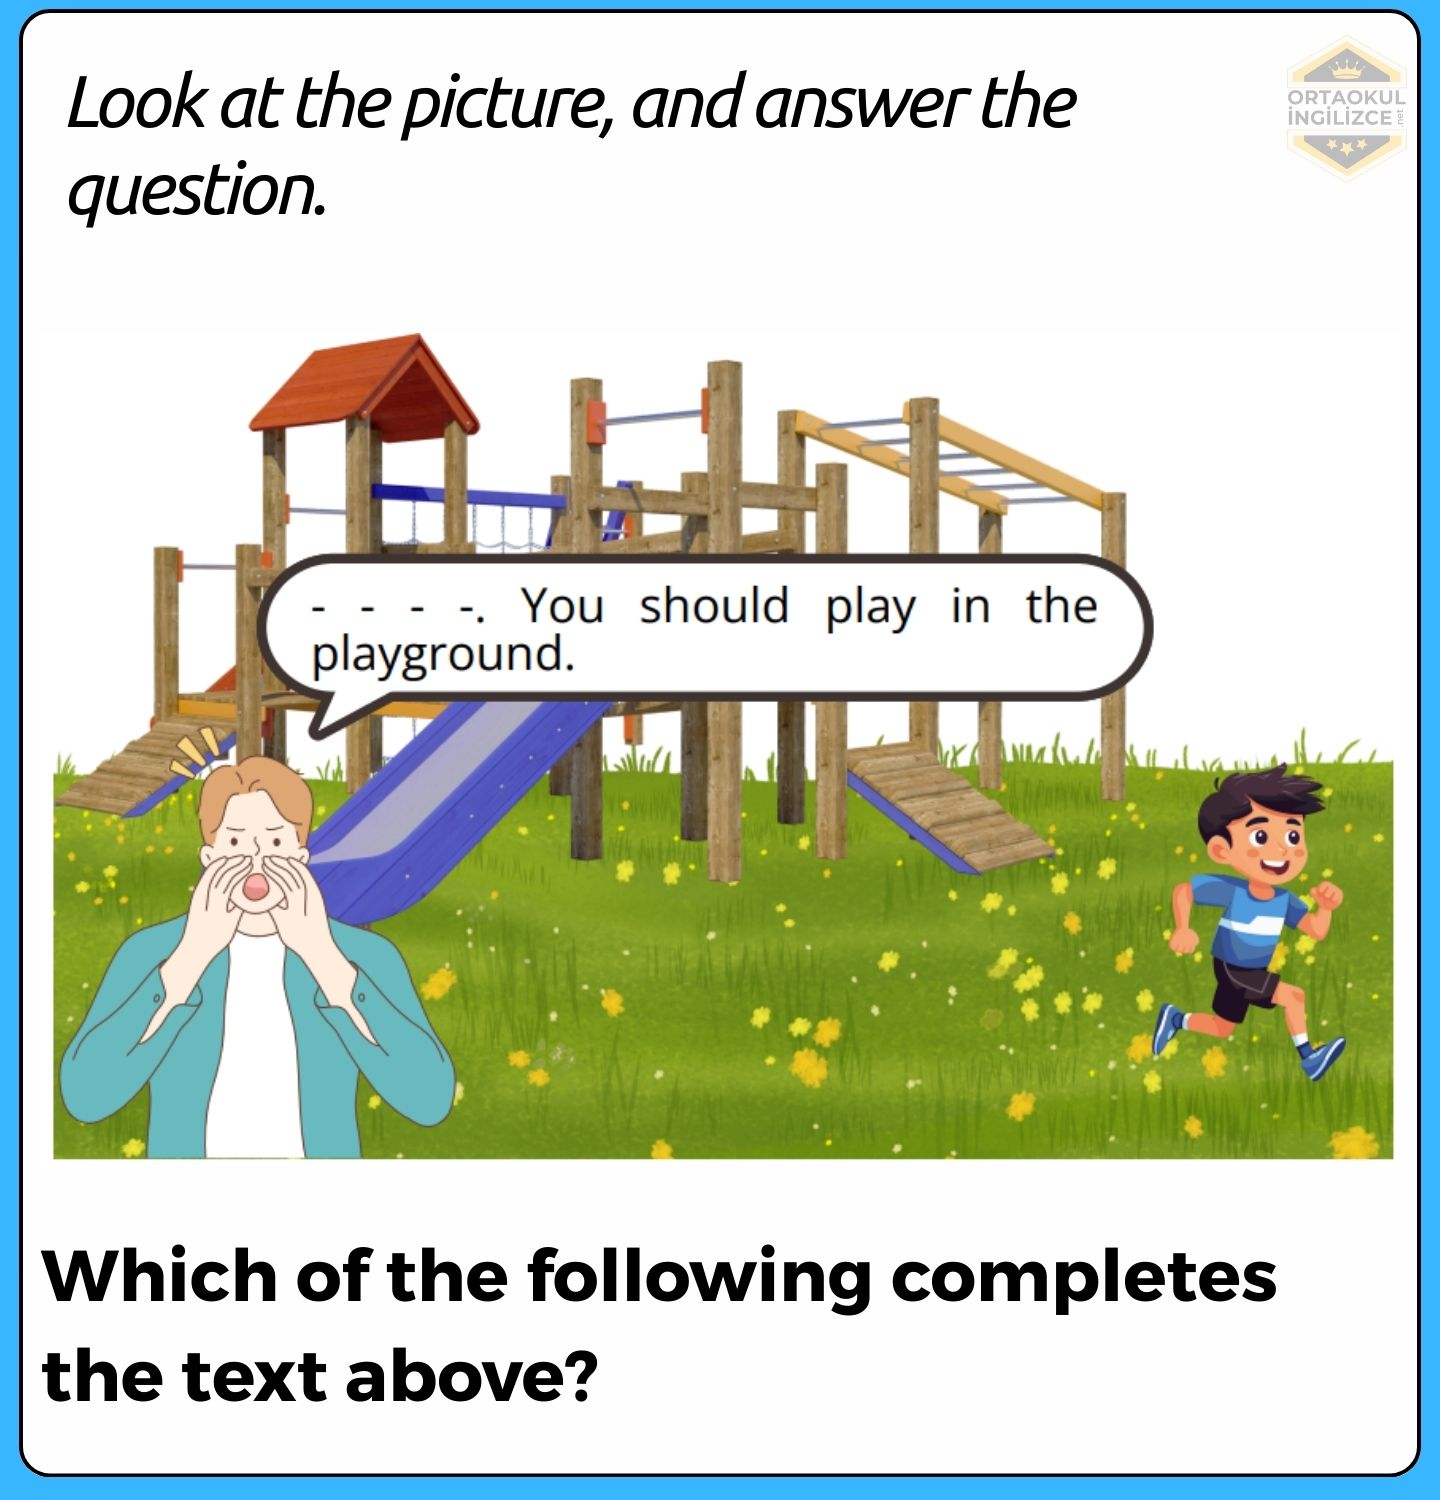 Look at the picture, and answer the
question.
ORTAOKUL
İNGİLİZCE .net
- - - -. You should play in the
playground.
Which of the following completes
the text above?